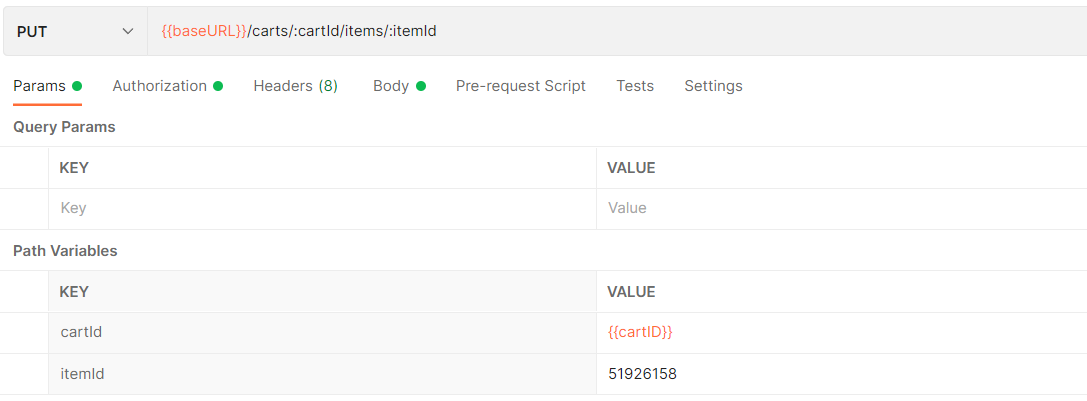 PUT {{baseURL}}/carts/:cartId/items/:itemId
Params Authorization Headers (8) Body Pre-request Script Tests Settings
Query Params
KEY VALUE
Key Value
Path Variables
KEY VALUE
cartId {{cartID}}
itemId 51926158